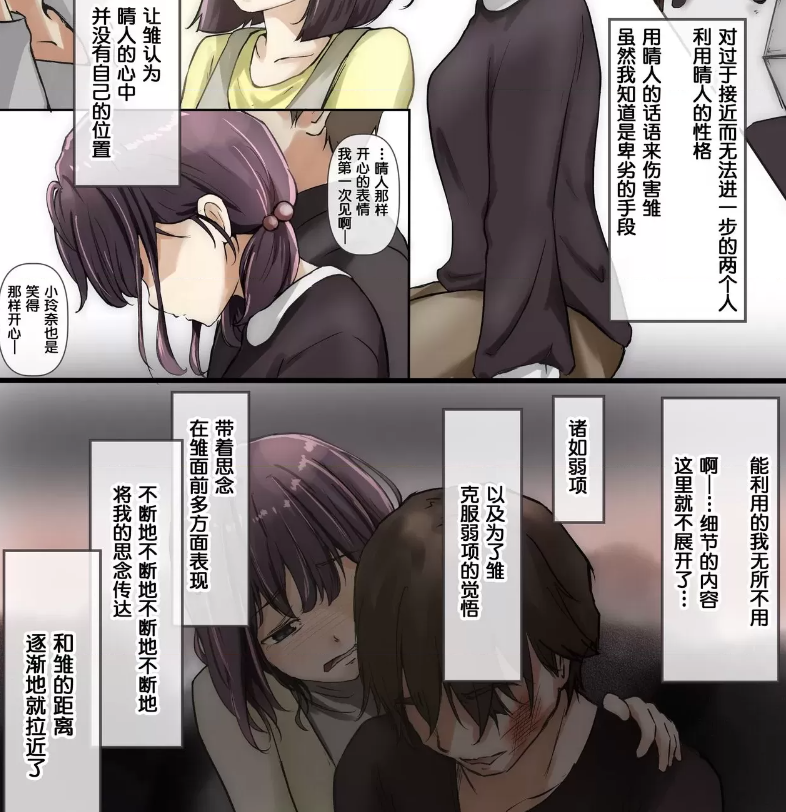 对过于接近而无法进一步的两个人
利用晴人的性格
用晴人的话语来伤害雏
虽然我知道是卑劣的手段
让雏认为
晴人的心中
并没有自己的位置
…晴人那样
开心的表情
我第一次见啊—
小玲奈也是
笑得
那样开心—
能利用的我无所不用
啊—…细节的内容
这里就不展开了…
诸如弱项
以及为了雏
克服弱项的觉悟
带着思念
在雏面前多方面表现
不断地不断地不断地不断地
将我的思念传达
和雏的距离
逐渐地就拉近了